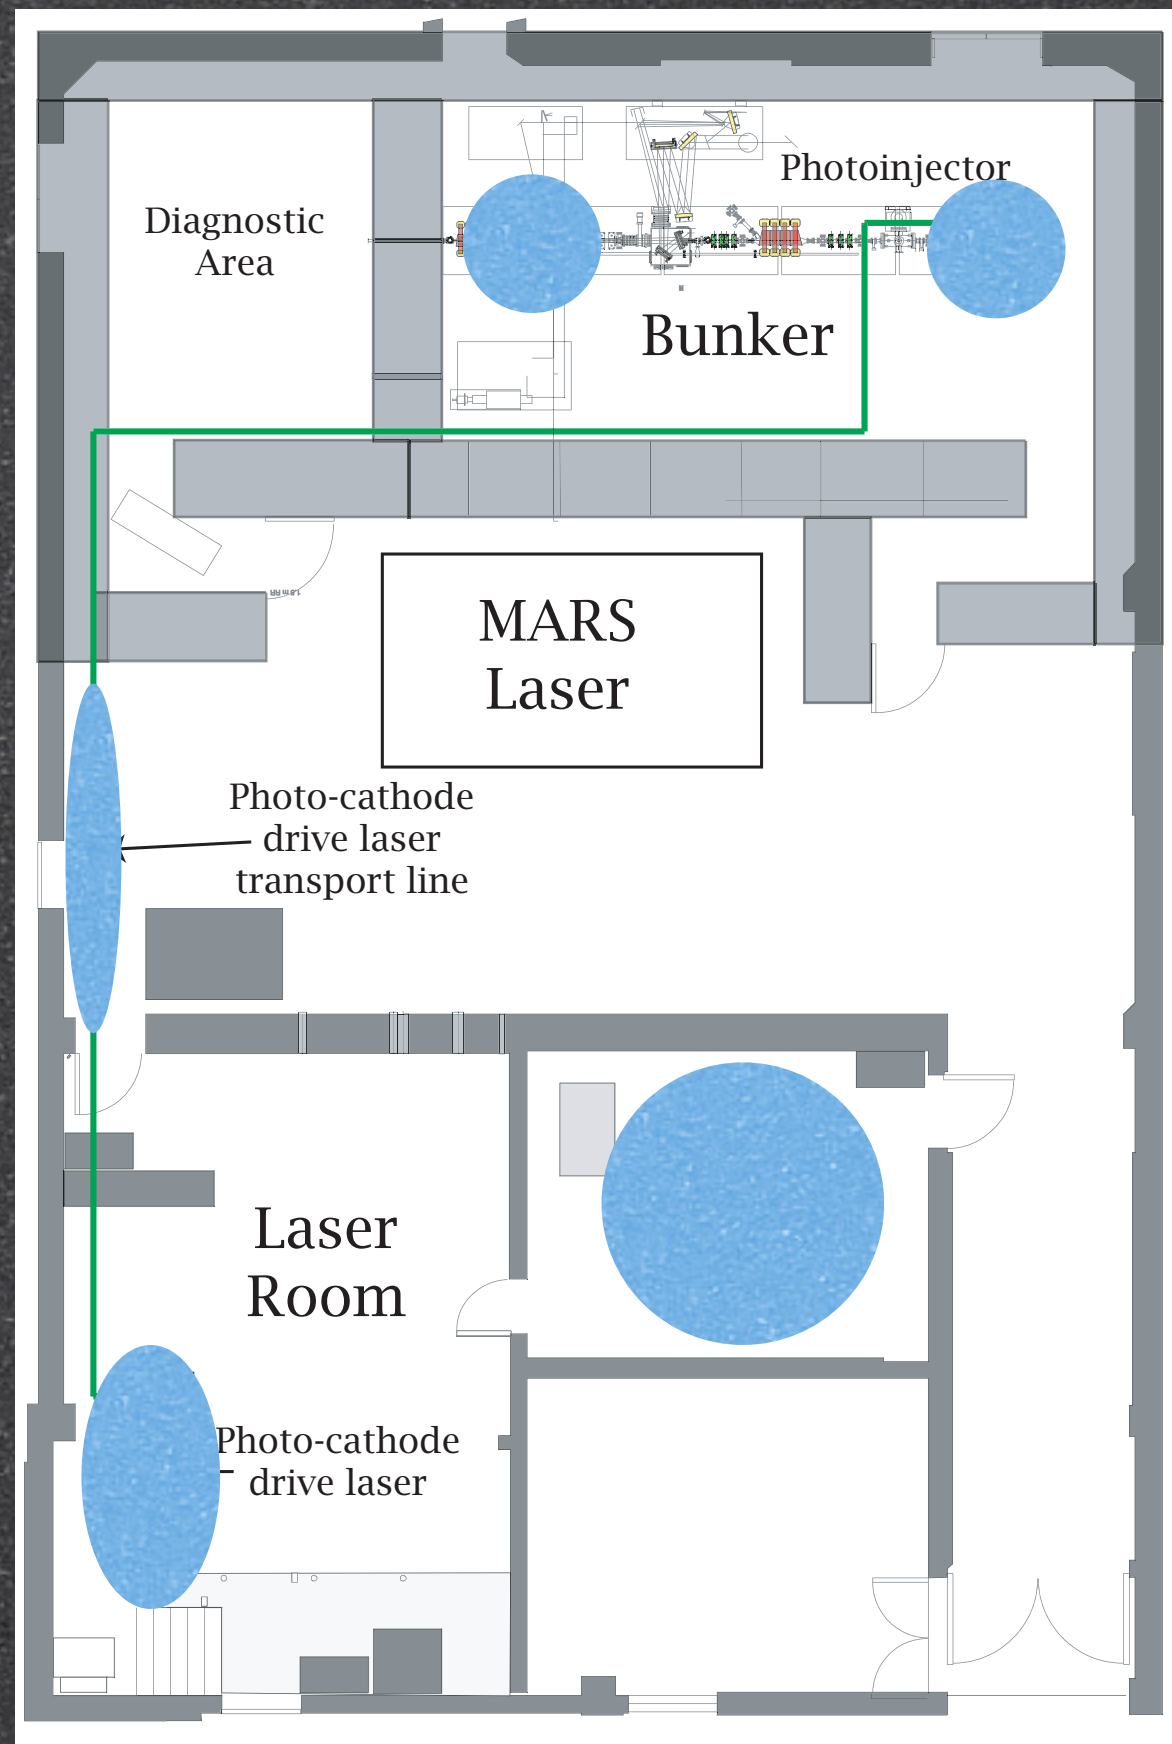 Photoinjector
Diagnostic
Area
Bunker
MARS
Laser
Photo-cathode
drive laser
transport line
Laser
Room
Photo-cathode
drive laser